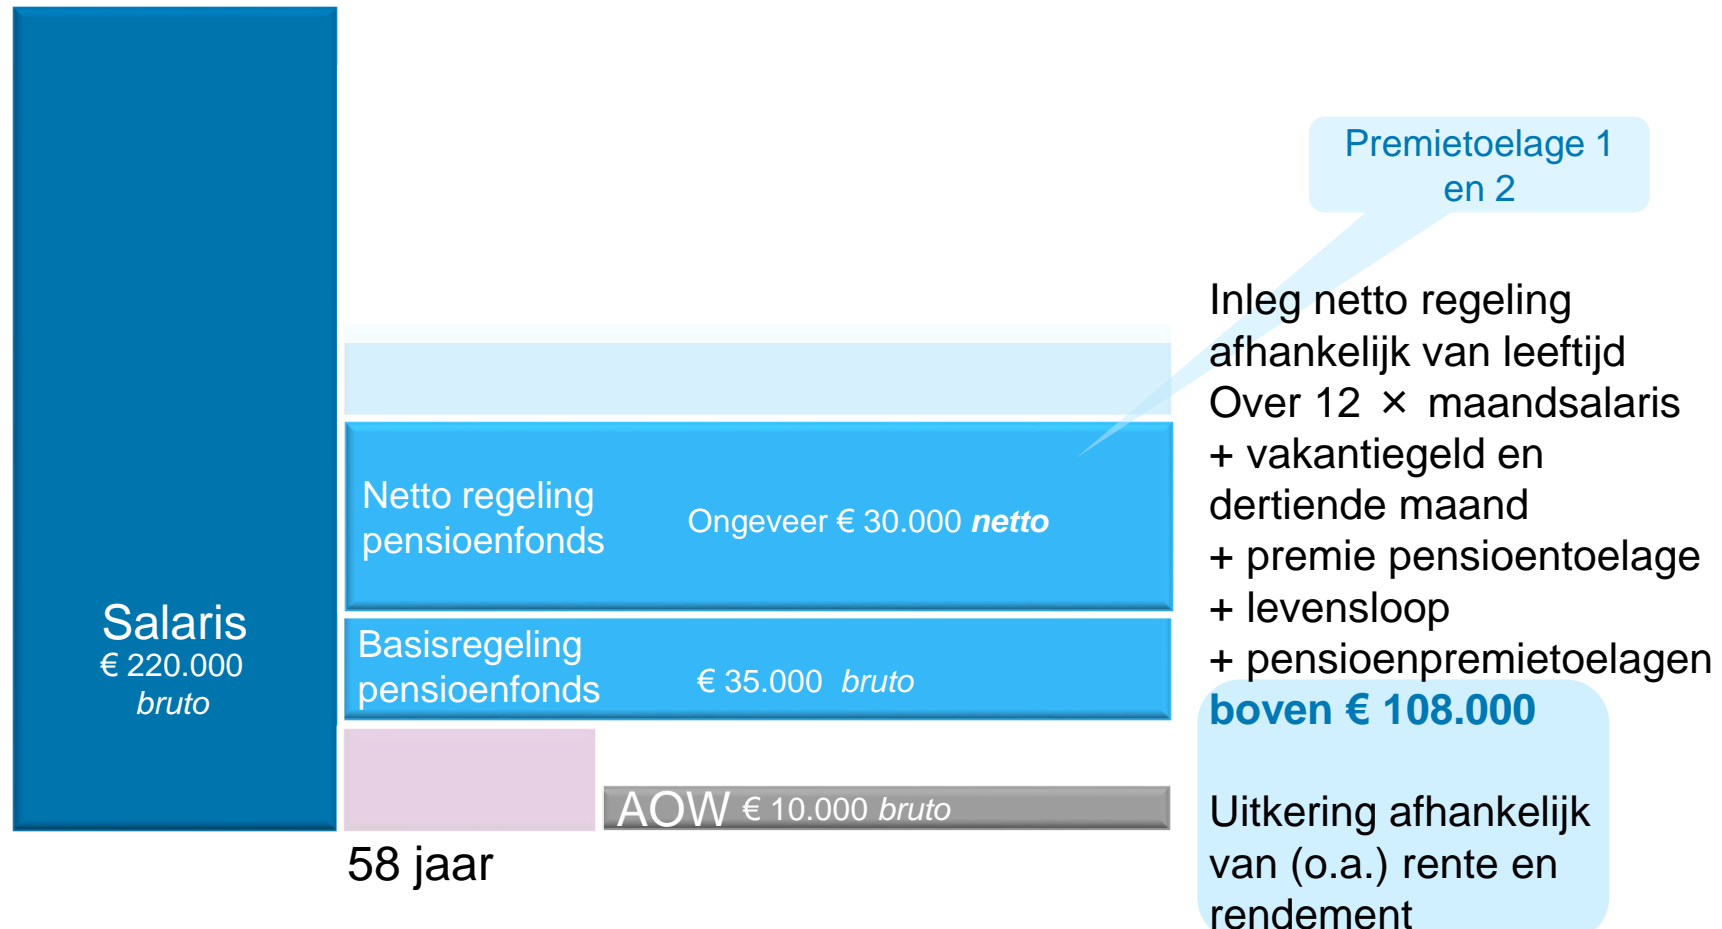 Premietoelage 1
en 2
Inleg netto regeling
afhankelijk van leeftijd
Over 12 × maandsalaris
+ vakantiegeld en
dertiende maand
+ premie pensioentoelage
+ levensloop
+ pensioenpremietoelagen
boven € 108.000
Uitkering afhankelijk
van (o.a.) rente en
rendement
Netto regeling
pensioenfonds
Ongeveer € 30.000 netto
Basisregeling
pensioenfonds
€ 35.000 bruto
Salaris
€ 220.000
bruto
AOW € 10.000 bruto
58 jaar